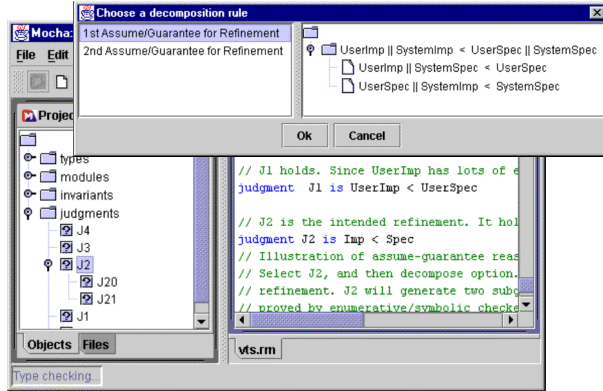 Choose a decomposition rule
1st Assume/Guarantee for Refinement
2nd Assume/Guarantee for Refinement
UserImp || SystemImp < UserSpec || SystemSpec
UserImp || SystemSpec < UserSpec
UserSpec || SystemImp < SystemSpec
Ok
Cancel
Mocha:
File Edit
Projec
types
modules
invariants
judgments
J4
J3
J2
J20
J21
J1
Objects Files
// J1 holds. Since UserImp has lots of e
judgment J1 is UserImp < UserSpec
// J2 is the intended refinement. It hol
judgment J2 is Imp < Spec
// Illustration of assume-guarantee reas
// Select J2, and then decompose option.
// refinement. J2 will generate two subg
// proved by enumerative/symbolic checke
vts.rm
Type checking...